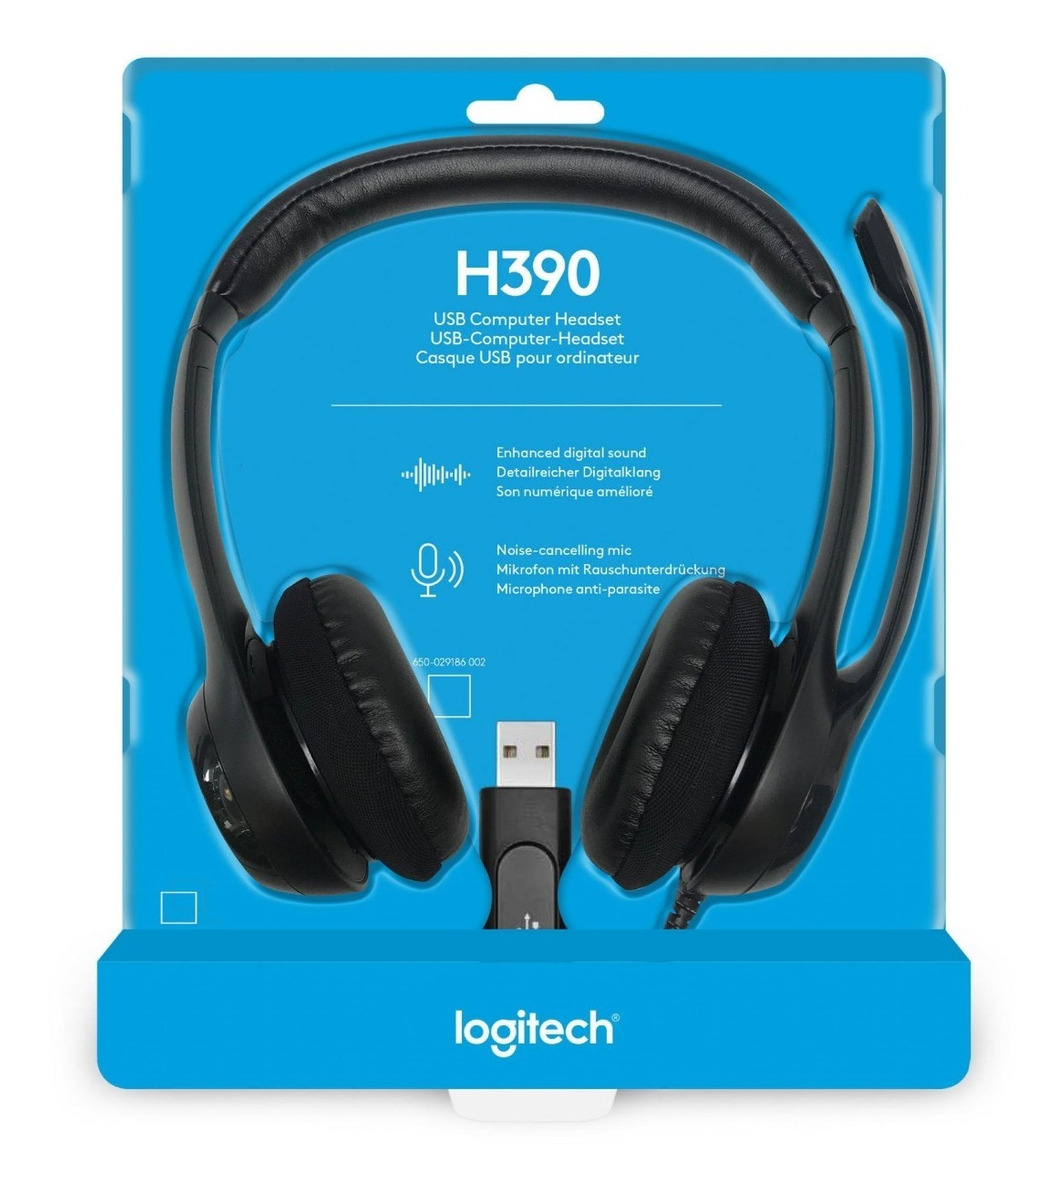 H390
USB Computer Headset
USB-Computer-Headset
Casque USB pour ordinateur
Enhanced digital sound
Detailreicher Digitalklang
Son numérique amélioré
Noise-cancelling mic
Mikrofon mit Rauschunterdrückung
Microphone anti-parasite
650-029186 002
logitech®